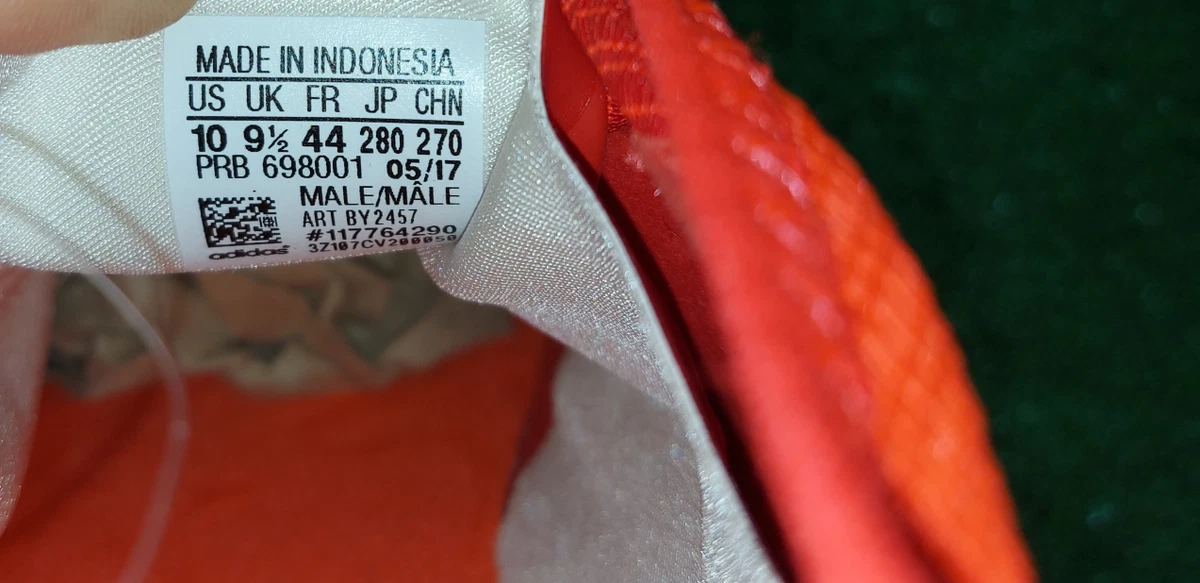 MADE IN INDONESIA
US UK FR JP CHN
10 9½ 44 280 270
PRB 698001 05/17
MALE/MÂLE
ART BY2457
#117764290
3Z107CV200050
adidas